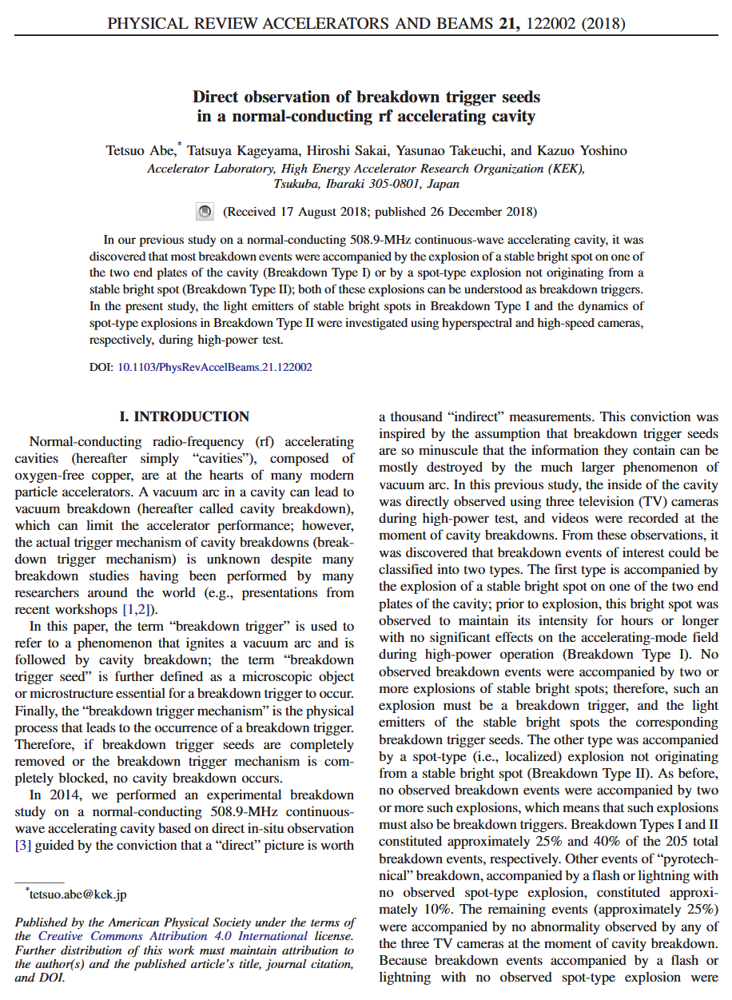 PHYSICAL REVIEW ACCELERATORS AND BEAMS 21, 122002 (2018)
Direct observation of breakdown trigger seeds
in a normal-conducting rf accelerating cavity
Tetsuo Abe,* Tatsuya Kageyama, Hiroshi Sakai, Yasunao Takeuchi, and Kazuo Yoshino
Accelerator Laboratory, High Energy Accelerator Research Organization (KEK),
Tsukuba, Ibaraki 305-0801, Japan
(Received 17 August 2018; published 26 December 2018)
In our previous study on a normal-conducting 508.9-MHz continuous-wave accelerating cavity, it was
discovered that most breakdown events were accompanied by the explosion of a stable bright spot on one of
the two end plates of the cavity (Breakdown Type I) or by a spot-type explosion not originating from a
stable bright spot (Breakdown Type II); both of these explosions can be understood as breakdown triggers.
In the present study, the light emitters of stable bright spots in Breakdown Type I and the dynamics of
spot-type explosions in Breakdown Type II were investigated using hyperspectral and high-speed cameras,
respectively, during high-power test.
DOI: 10.1103/PhysRevAccelBeams.21.122002
I. INTRODUCTION
Normal-conducting radio-frequency (rf) accelerating
cavities (hereafter simply “cavities”), composed of
oxygen-free copper, are at the hearts of many modern
particle accelerators. A vacuum arc in a cavity can lead to
vacuum breakdown (hereafter called cavity breakdown),
which can limit the accelerator performance; however,
the actual trigger mechanism of cavity breakdowns (break-
down trigger mechanism) is unknown despite many
breakdown studies having been performed by many
researchers around the world (e.g., presentations from
recent workshops [1,2]).
In this paper, the term “breakdown trigger” is used to
refer to a phenomenon that ignites a vacuum arc and is
followed by cavity breakdown; the term “breakdown
trigger seed” is further defined as a microscopic object
or microstructure essential for a breakdown trigger to occur.
Finally, the “breakdown trigger mechanism” is the physical
process that leads to the occurrence of a breakdown trigger.
Therefore, if breakdown trigger seeds are completely
removed or the breakdown trigger mechanism is com-
pletely blocked, no cavity breakdown occurs.
In 2014, we performed an experimental breakdown
study on a normal-conducting 508.9-MHz continuous-
wave accelerating cavity based on direct in-situ observation
[3] guided by the conviction that a “direct” picture is worth
*tetsuo.abe@kek.jp
Published by the American Physical Society under the terms of
the Creative Commons Attribution 4.0 International license.
Further distribution of this work must maintain attribution to
the author(s) and the published article’s title, journal citation,
and DOI.
a thousand “indirect” measurements. This conviction was
inspired by the assumption that breakdown trigger seeds
are so minuscule that the information they contain can be
mostly destroyed by the much larger phenomenon of
vacuum arc. In this previous study, the inside of the cavity
was directly observed using three television (TV) cameras
during high-power test, and videos were recorded at the
moment of cavity breakdowns. From these observations, it
was discovered that breakdown events of interest could be
classified into two types. The first type is accompanied by
the explosion of a stable bright spot on one of the two end
plates of the cavity; prior to explosion, this bright spot was
observed to maintain its intensity for hours or longer
with no significant effects on the accelerating-mode field
during high-power operation (Breakdown Type I). No
observed breakdown events were accompanied by two or
more explosions of stable bright spots; therefore, such an
explosion must be a breakdown trigger, and the light
emitters of the stable bright spots the corresponding
breakdown trigger seeds. The other type was accompanied
by a spot-type (i.e., localized) explosion not originating
from a stable bright spot (Breakdown Type II). As before,
no observed breakdown events were accompanied by two
or more such explosions, which means that such explosions
must also be breakdown triggers. Breakdown Types I and II
constituted approximately 25% and 40% of the 205 total
breakdown events, respectively. Other events of “pyrotech-
nical” breakdown, accompanied by a flash or lightning with
no observed spot-type explosion, constituted approxi-
mately 10%. The remaining events (approximately 25%)
were accompanied by no abnormality observed by any of
the three TV cameras at the moment of cavity breakdown.
Because breakdown events accompanied by a flash or
lightning with no observed spot-type explosion were